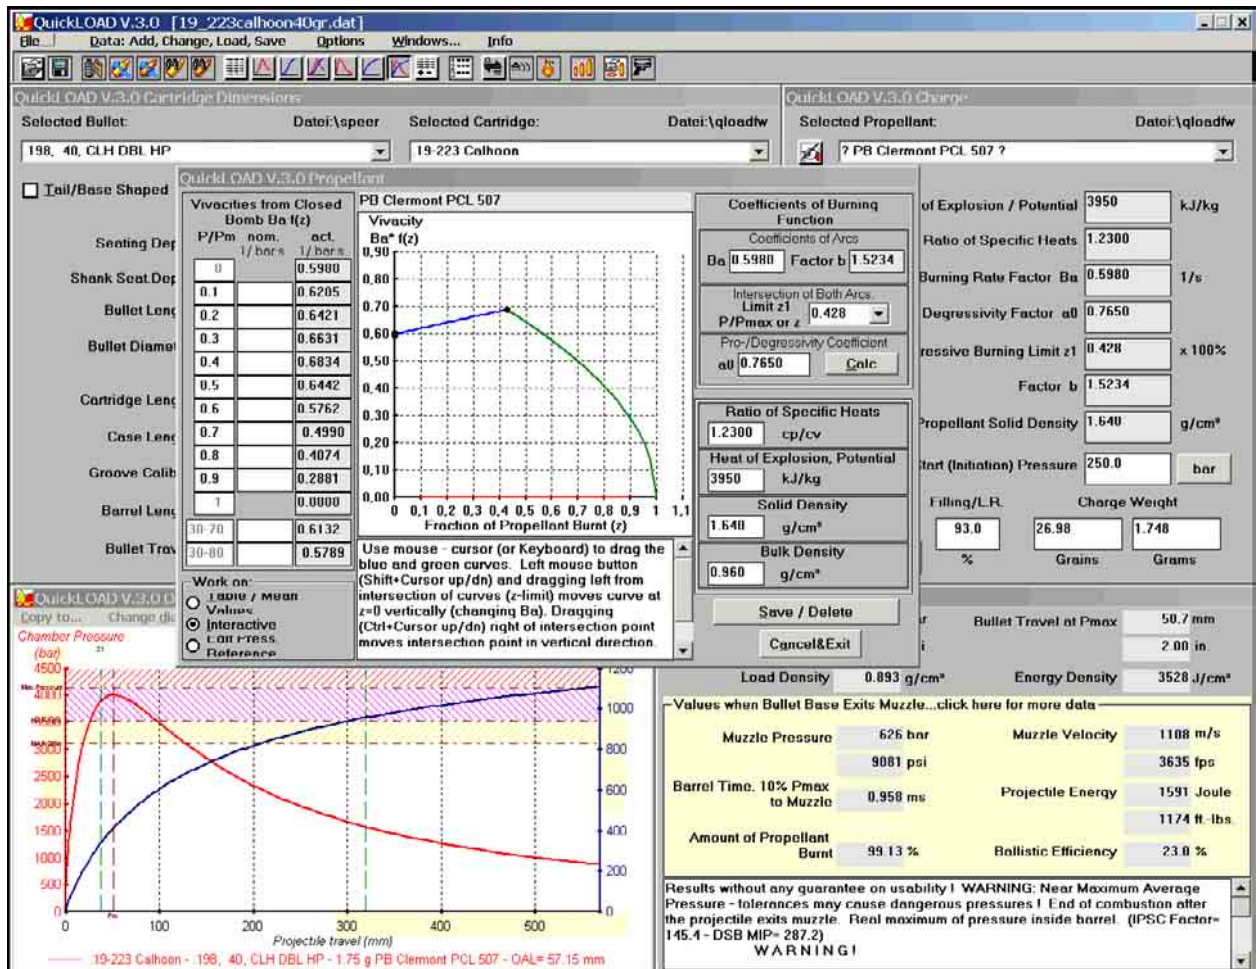 QuickLOAD V.3.0 [19_223calhoon40gr.dat]
File Data: Add, Change, Load, Save Options Windows... Info
QuickLOAD V.3.0 Cartridge Dimensions
Selected Bullet: Datei:\speer Selected Cartridge: Datei:\qloadfw
.198, 40, CLH DBL HP 19-223 Calhoon
Tail/Base Shaped
Seating Dep
Shank Seat.Dep
Bullet Leng
Bullet Diamet
Cartridge Leng
Case Leng
Groove Calib
Barrel Leng
Bullet Trav
QuickLOAD V.3.0 Charge
Selected Propellant: Datei:\qloadfw
? PB Clermont PCL 507 ?
of Explosion / Potential 3950 kJ/kg
Ratio of Specific Heats 1.2300
Burning Rate Factor Ba 0.5980 1/s
Degressivity Factor a0 0.7650
ressive Burning Limit z1 0.428 x 100%
Factor b 1.5234
Propellant Solid Density 1.640 g/cm³
Start (Initiation) Pressure 250.0 bar
Filling/L.R. Charge Weight
93.0 26.98 1.748
% Grains Grams
QuickLOAD V.3.0 Propellant
Vivacities from Closed
Bomb Ba f(z)
P/Pm nom. act.
1/bar s 1/bar s
0 0.5980
0.1 0.6205
0.2 0.6421
0.3 0.6631
0.4 0.6834
0.5 0.6442
0.6 0.5762
0.7 0.4990
0.8 0.4074
0.9 0.2881
1 0.0000
30-70 0.6132
30-80 0.5789
Work on:
Table / Mean
Values
Interactive
Edit Press.
Reference
PB Clermont PCL 507
Vivacity
Ba* f(z)
0,90
0,80
0,70
0,60
0,50
0,40
0,30
0,20
0,10
0,00
0 0,1 0,2 0,3 0,4 0,5 0,6 0,7 0,8 0,9 1 1,1
Fraction of Propellant Burnt (z)
Use mouse - cursor (or Keyboard) to drag the
blue and green curves. Left mouse button
(Shift+Cursor up/dn) and dragging left from
intersection of curves (z-limit) moves curve at
z=0 vertically (changing Ba). Dragging
(Ctrl+Cursor up/dn) right of intersection point
moves intersection point in vertical direction.
Coefficients of Burning
Function
Coefficients of Arcs
Ba 0.5980 Factor b 1.5234
Intersection of Both Arcs.
Limit z1
P/Pmax or z 0.428
Pro-/Degressivity Coefficient
a0 0.7650 Calc
Ratio of Specific Heats
1.2300 cp/cv
Heat of Explosion, Potential
3950 kJ/kg
Solid Density
1.640 g/cm³
Bulk Density
0.960 g/cm³
Save / Delete
Cancel&Exit
QuickLOAD V.3.0 D
Copy to... Change dia
Chamber Pressure
(bar)
z1
4500
4000
3500
3000
2500
2000
1500
1000
500
0
1200
1000
800
600
400
200
0
0 100 200 300 400 500
Projectile travel (mm)
.19-223 Calhoon - .198, 40, CLH DBL HP - 1.75 g PB Clermont PCL 507 - OAL= 57.15 mm
Bullet Travel at Pmax 50.7 mm
2.00 in.
Load Density 0.893 g/cm³ Energy Density 3528 J/cm³
Values when Bullet Base Exits Muzzle...click here for more data
Muzzle Pressure 626 bar Muzzle Velocity 1108 m/s
9081 psi 3635 fps
Barrel Time, 10% Pmax
to Muzzle 0.958 ms Projectile Energy 1591 Joule
1174 ft.-lbs.
Amount of Propellant
Burnt 99.13 % Ballistic Efficiency 23.0 %
Results without any guarantee on usability ! WARNING: Near Maximum Average
Pressure - tolerances may cause dangerous pressures ! End of combustion after
the projectile exits muzzle. Real maximum of pressure inside barrel. (IPSC Factor=
145.4 - DSB MIP= 287.2)
W A R N I N G !